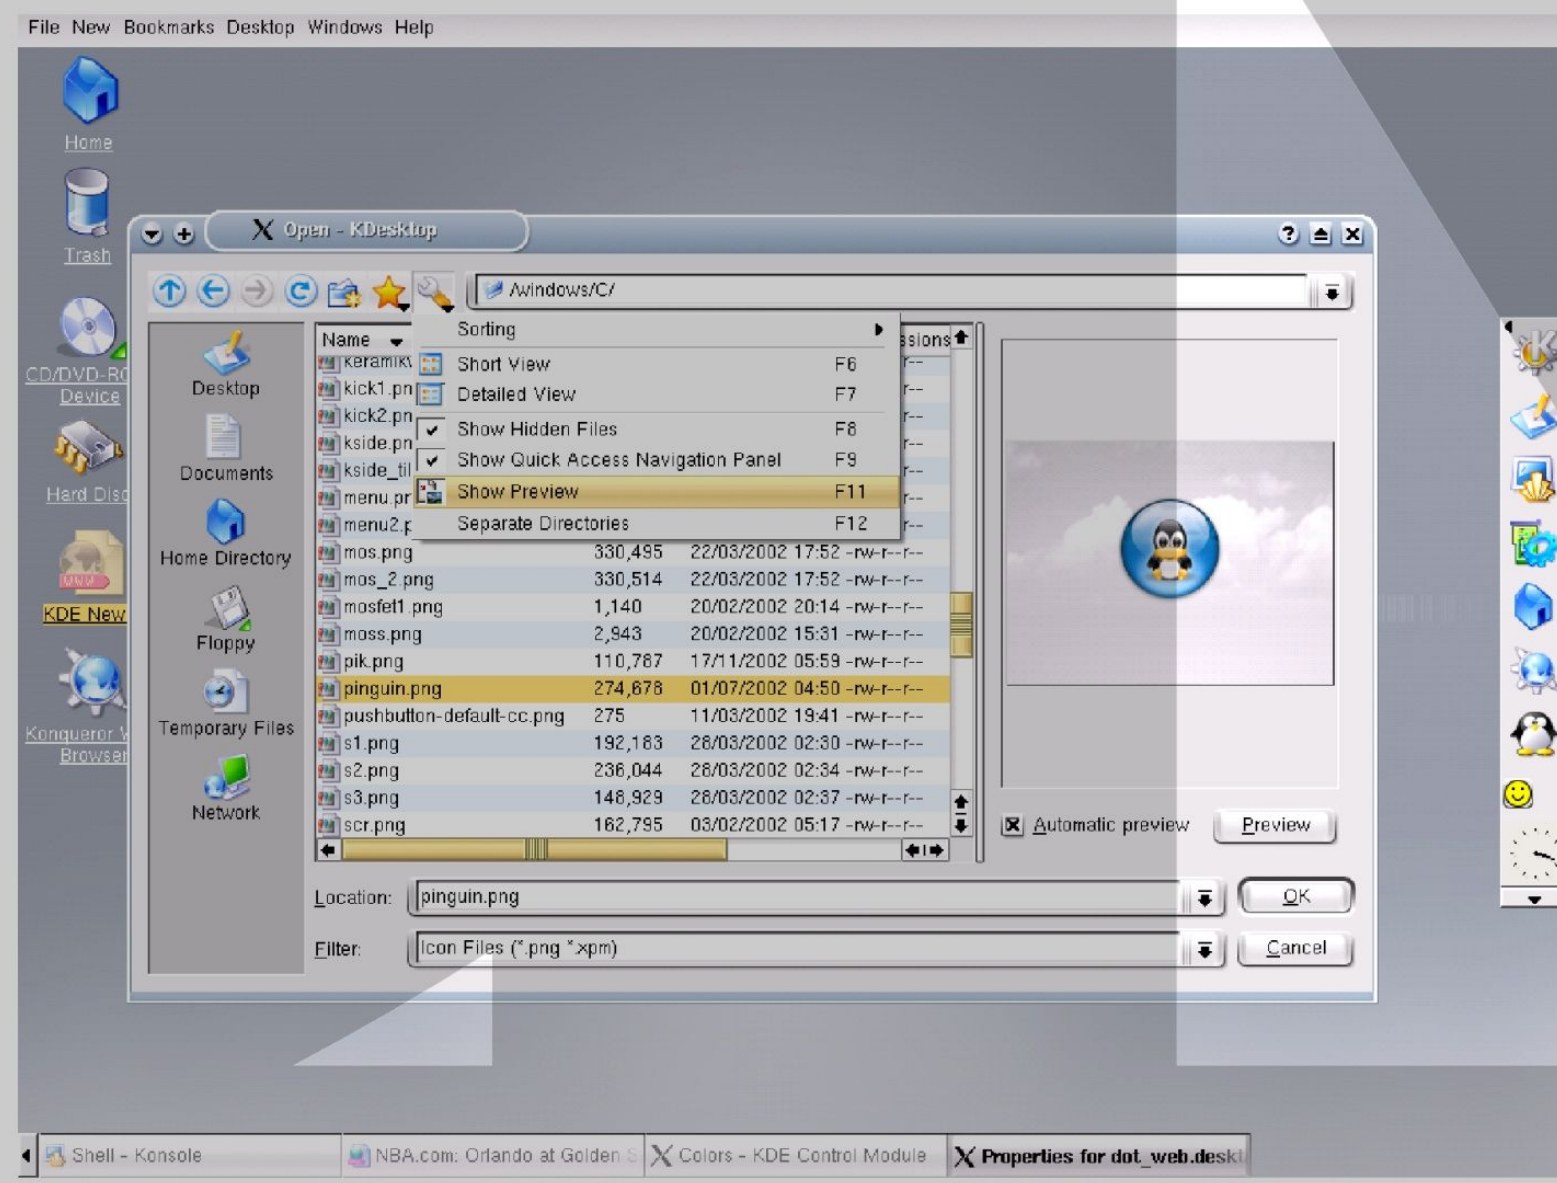 File New Bookmarks Desktop Windows Help
Home
Trash
CD/DVD-RO
Device
Hard Disc
KDE New
Konqueror W
Browser
Open - KDesktop
/windows/C/
Desktop
Documents
Home Directory
Floppy
Temporary Files
Network
Name ssions
Sorting
Short View F6
Detailed View F7
Show Hidden Files F8
Show Quick Access Navigation Panel F9
Show Preview F11
Separate Directories F12
keramik r--
kick1.pn r--
kick2.pn r--
kside.pn r--
kside_til r--
menu.pn r--
menu2.p r--
mos.png 330,495 22/03/2002 17:52 -rw-r--r--
mos_2.png 330,514 22/03/2002 17:52 -rw-r--r--
mosfet1.png 1,140 20/02/2002 20:14 -rw-r--r--
moss.png 2,943 20/02/2002 15:31 -rw-r--r--
pik.png 110,787 17/11/2002 05:59 -rw-r--r--
pinguin.png 274,678 01/07/2002 04:50 -rw-r--r--
pushbutton-default-cc.png 275 11/03/2002 19:41 -rw-r--r--
s1.png 192,183 28/03/2002 02:30 -rw-r--r--
s2.png 236,044 28/03/2002 02:34 -rw-r--r--
s3.png 148,929 28/03/2002 02:37 -rw-r--r--
scr.png 162,795 03/02/2002 05:17 -rw-r--r--
Automatic preview Preview
Location: pinguin.png OK
Filter: Icon Files (*.png *.xpm) Cancel
Shell - Konsole NBA.com: Orlando at Golden S Colors - KDE Control Module Properties for dot_web.deskt